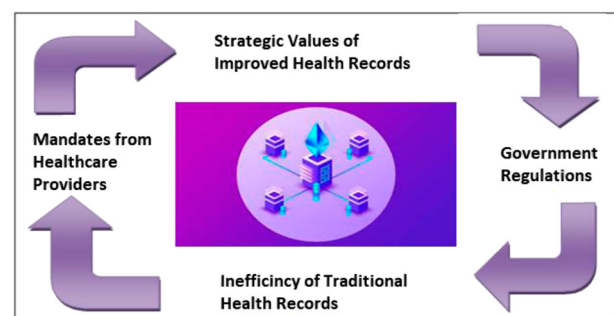 Strategic Values of
Improved Health Records
Mandates from
Healthcare
Providers
Government
Regulations
Inefficincy of Traditional
Health Records